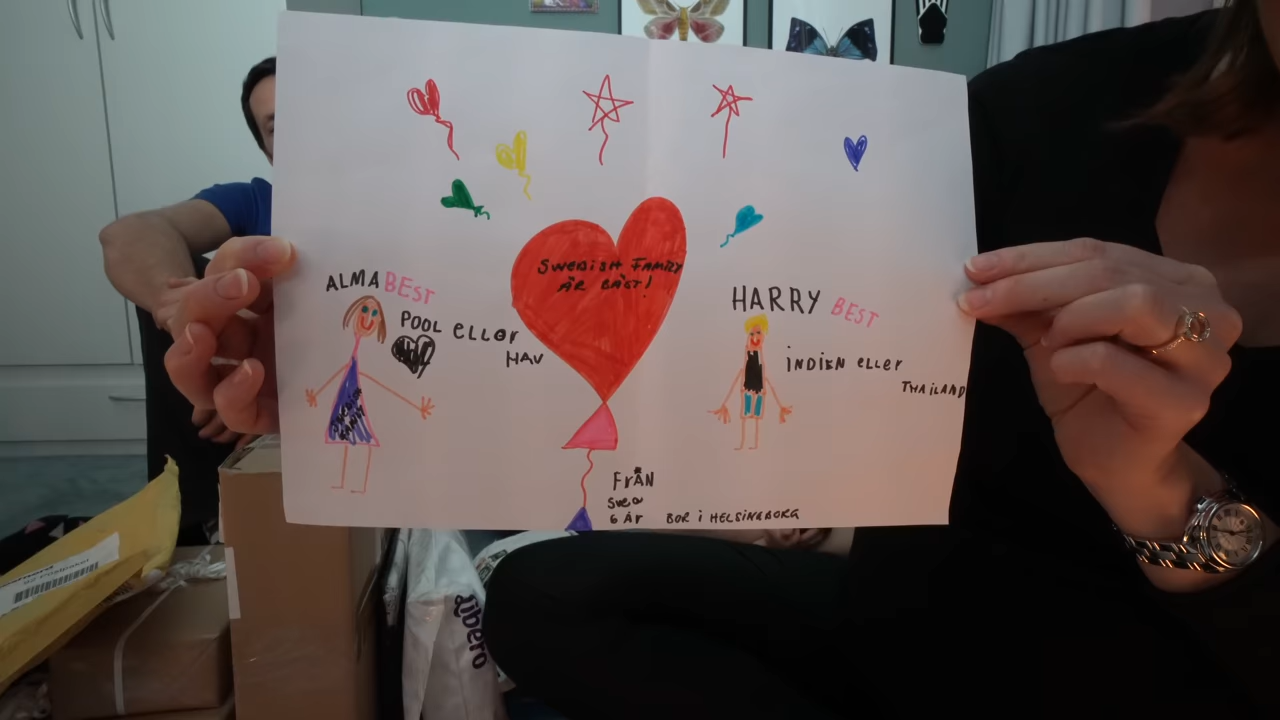 SWEDISH FAMILY
ÄR BÄST!
ALMA BEST
POOL eller
HAV
HARRY BEST
iNDiEN eller
THAiLAND
FrÅN
Svea
6 ÅR BOR i HELSiNGBORG
Libero